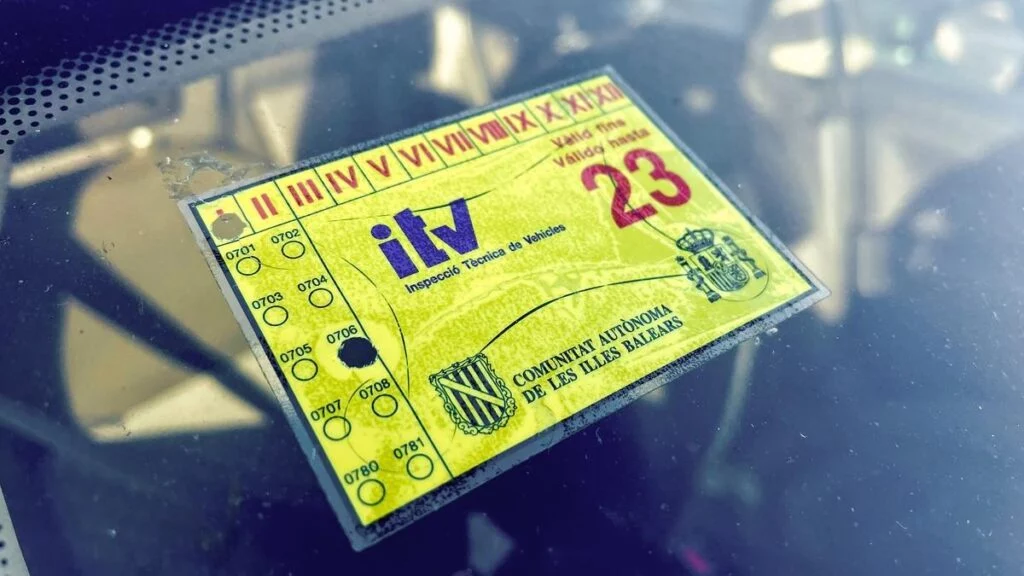 II III IV V VI VII VIII IX X XI XII
Vàlid fins
Válido hasta
23
itv
Inspecció Tècnica de Vehicles
0701 0702
0703 0704
0705 0706
0707 0708
0780 0781
COMUNITAT AUTÒNOMA
DE LES ILLES BALEARS